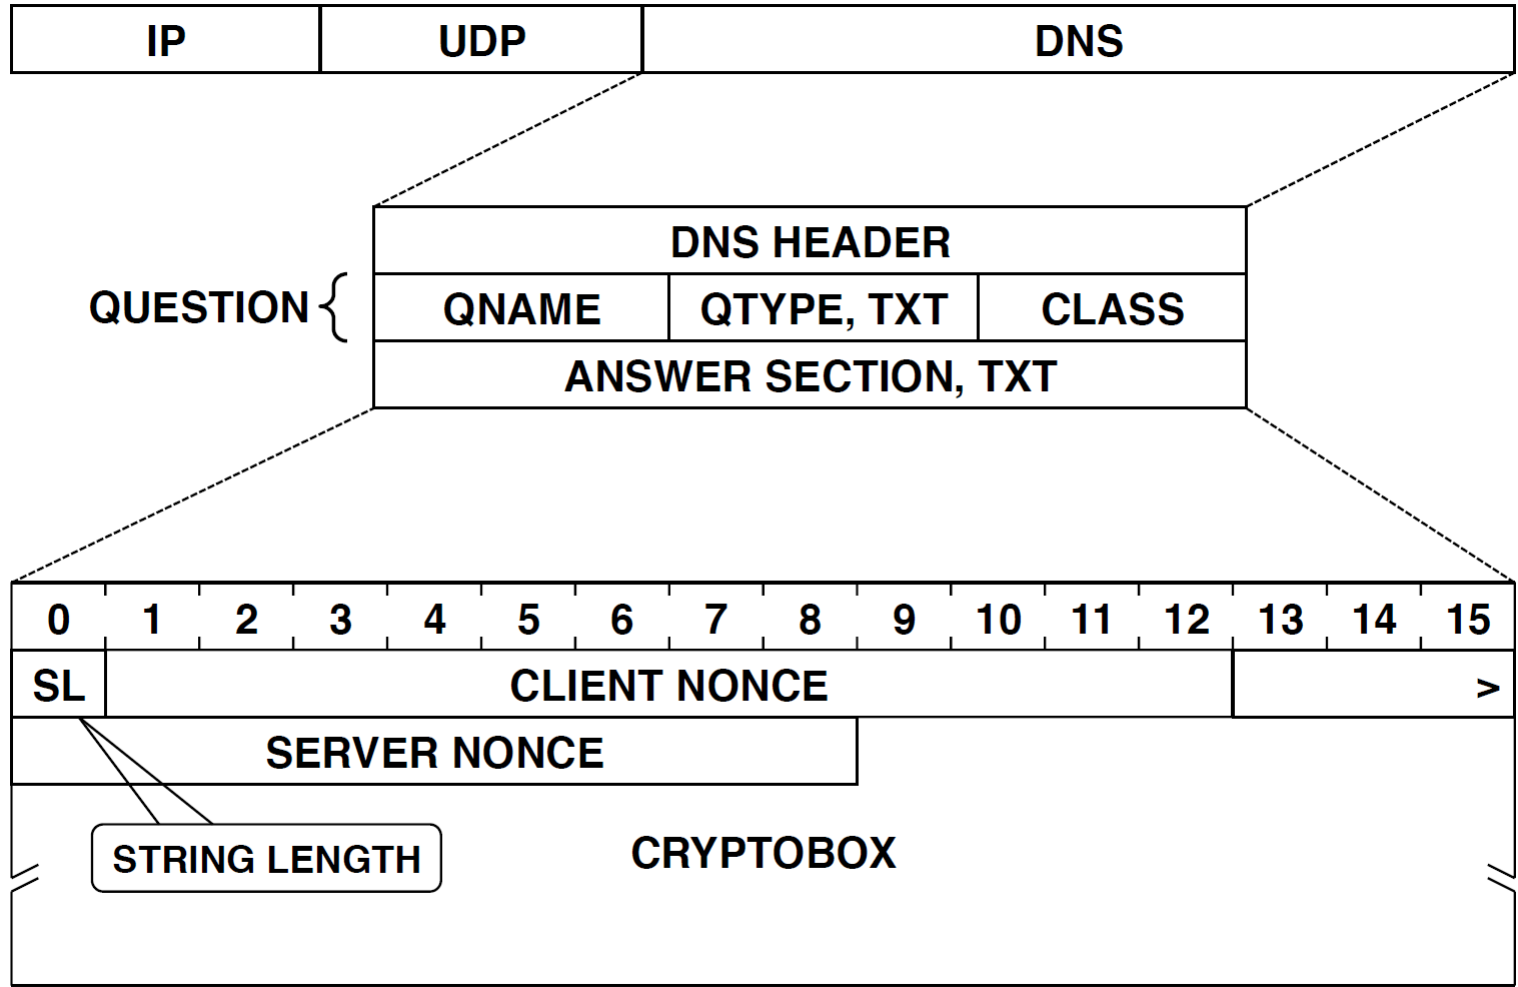 IP UDP DNS
DNS HEADER
QUESTION QNAME QTYPE, TXT CLASS
ANSWER SECTION, TXT
0 1 2 3 4 5 6 7 8 9 10 11 12 13 14 15
SL CLIENT NONCE >
SERVER NONCE
STRING LENGTH CRYPTOBOX